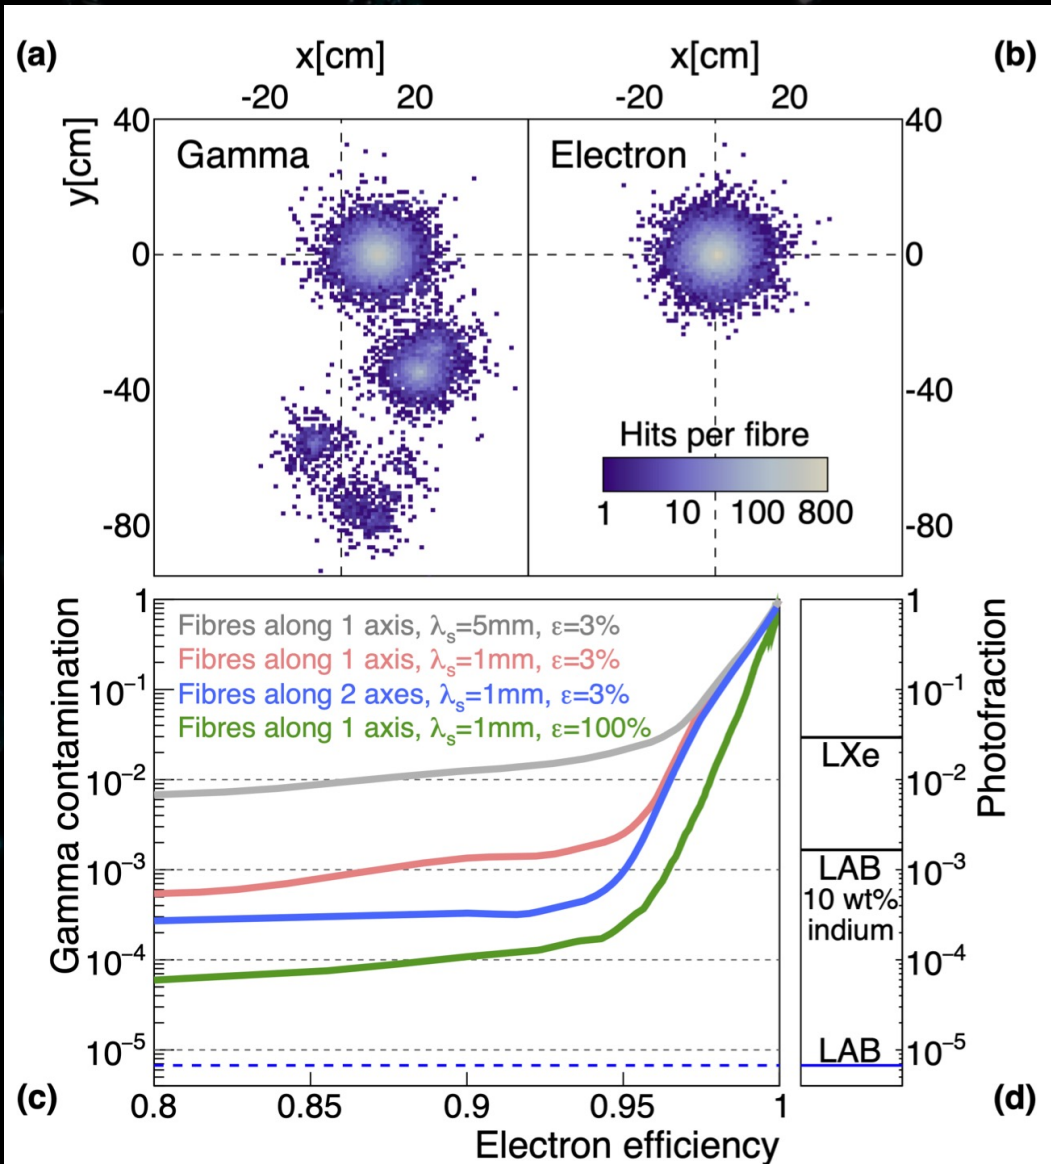 (a)
x[cm]
x[cm]
(b)
-20
20
-20
20
40
40
y[cm]
Gamma
Electron
0
0
-40
-40
Hits per fibre
1
10
100
800
-80
-80
1
1
Gamma contamination
Photofraction
Fibres along 1 axis, λₛ=5mm, ε=3%
Fibres along 1 axis, λₛ=1mm, ε=3%
Fibres along 2 axes, λₛ=1mm, ε=3%
Fibres along 1 axis, λₛ=1mm, ε=100%
10⁻¹
10⁻¹
LXe
10⁻²
10⁻²
10⁻³
LAB
10⁻³
10 wt%
indium
10⁻⁴
10⁻⁴
10⁻⁵
LAB
10⁻⁵
(c)
0.8
0.85
0.9
0.95
1
(d)
Electron efficiency